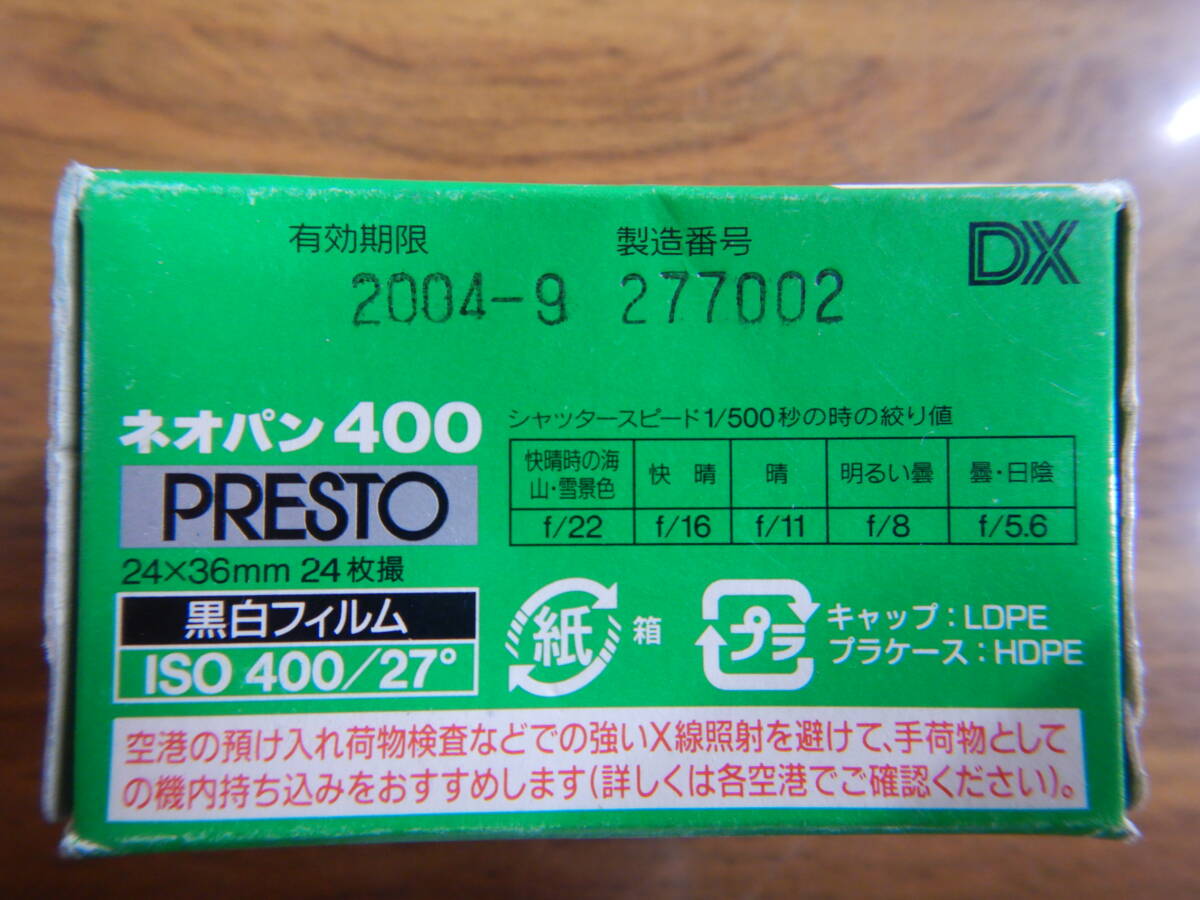 有効期限 製造番号 DX
2004-9 277002
ネオパン400
PRESTO
24×36mm 24枚撮
黒白フィルム
ISO 400/27°
シャッタースピード1/500秒の時の絞り値
快晴時の海山・雪景色 快 晴 晴 明るい曇 曇・日陰
f/22 f/16 f/11 f/8 f/5.6
紙 箱
プラ
キャップ:LDPE
プラケース:HDPE
空港の預け入れ荷物検査などでの強いX線照射を避けて、手荷物として
の機内持ち込みをおすすめします(詳しくは各空港でご確認ください)。